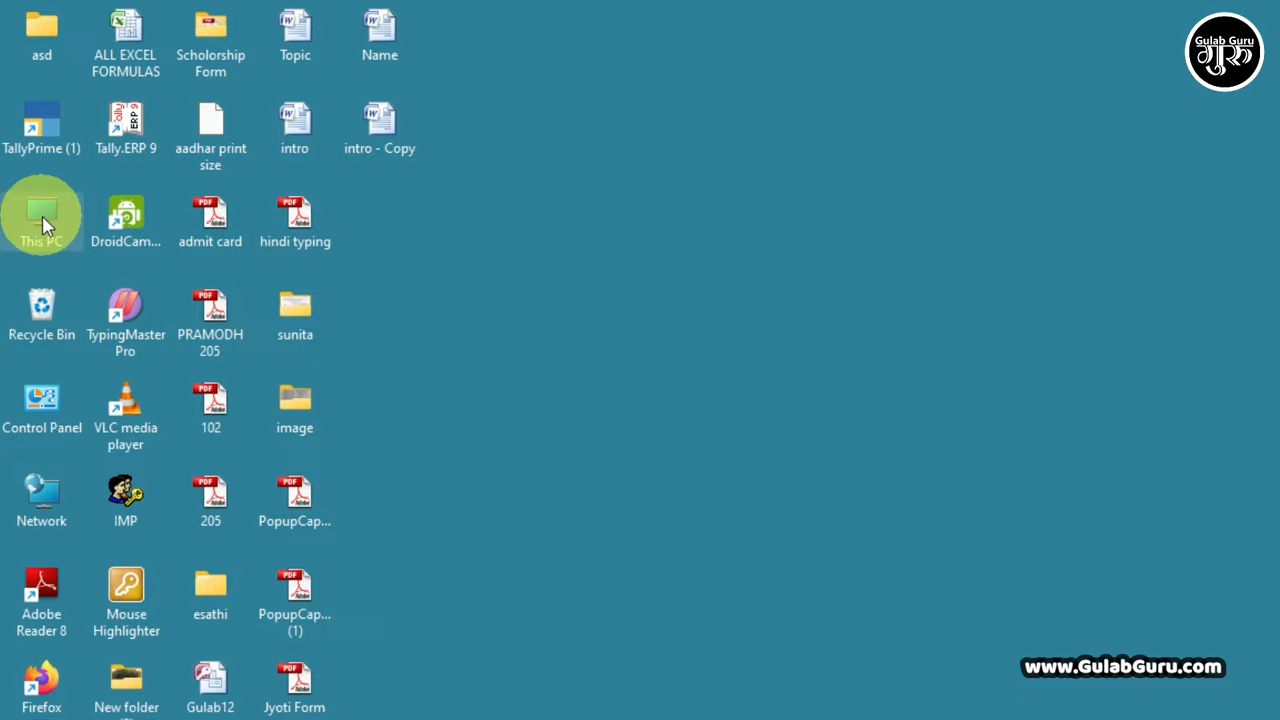 asd
ALL EXCEL
FORMULAS
Scholorship
Form
Topic
Name
TallyPrime (1)
Tally.ERP 9
aadhar print
size
intro
intro - Copy
This PC
DroidCam...
admit card
hindi typing
Recycle Bin
TypingMaster
Pro
PRAMODH
205
sunita
Control Panel
VLC media
player
102
image
Network
IMP
205
PopupCap...
Adobe
Reader 8
Mouse
Highlighter
esathi
PopupCap...
(1)
Firefox
New folder
Gulab12
Jyoti Form
Gulab Guru
गुरु
www.GulabGuru.com